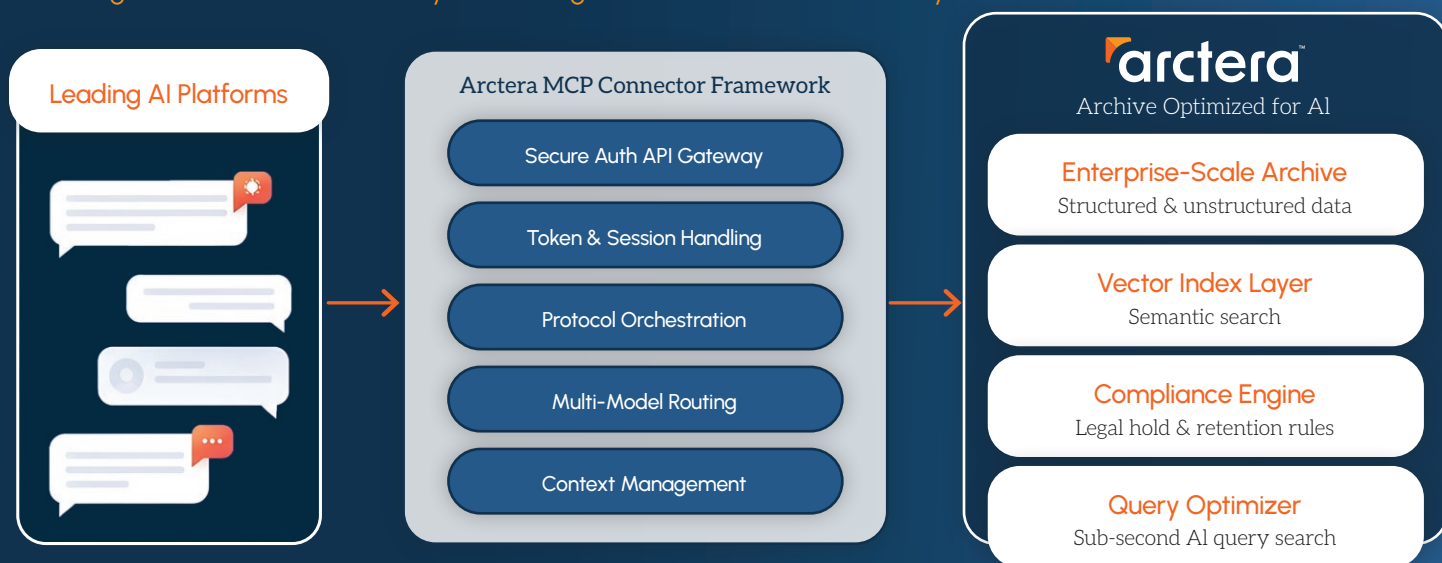 Leading AI Platforms
Arctera MCP Connector Framework
Secure Auth API Gateway
Token & Session Handling
Protocol Orchestration
Multi-Model Routing
Context Management
arctera™
Archive Optimized for AI
Enterprise-Scale Archive
Structured & unstructured data
Vector Index Layer
Semantic search
Compliance Engine
Legal hold & retention rules
Query Optimizer
Sub-second AI query search